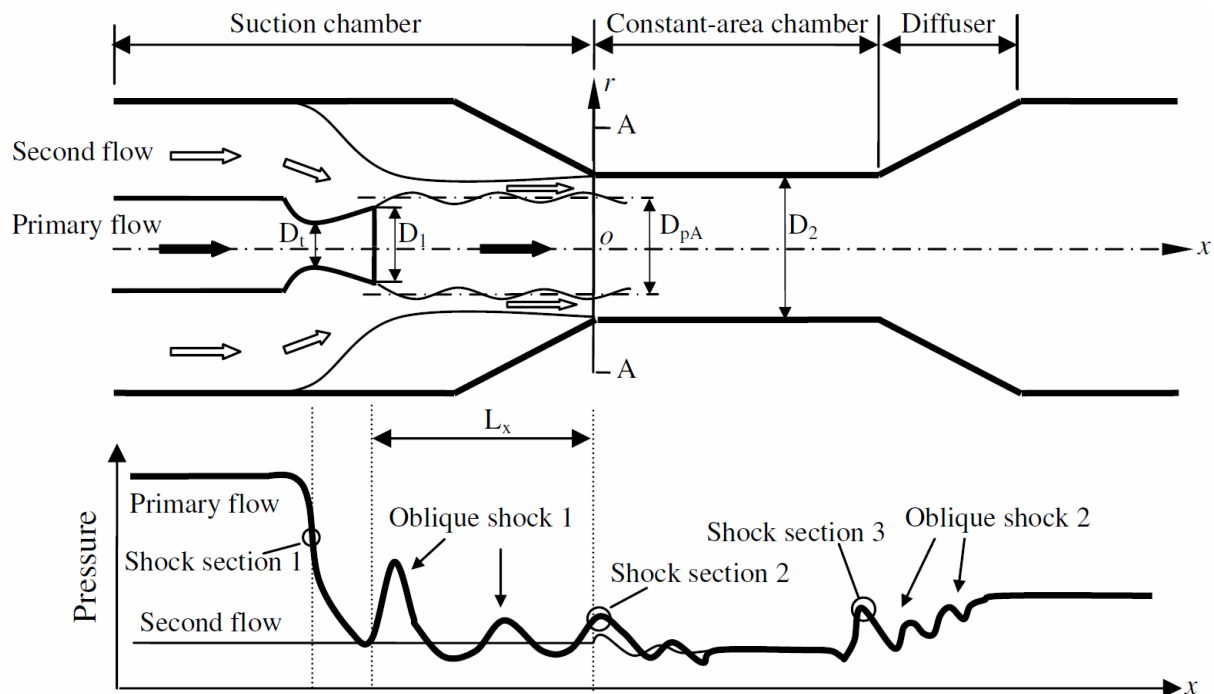 Suction chamber
Constant-area chamber
Diffuser
r
A
Second flow
Primary flow
D_t
D_1
o
D_pA
D_2
x
A
L_x
Pressure
Primary flow
Shock section 1
Oblique shock 1
Shock section 2
Shock section 3
Oblique shock 2
Second flow
x